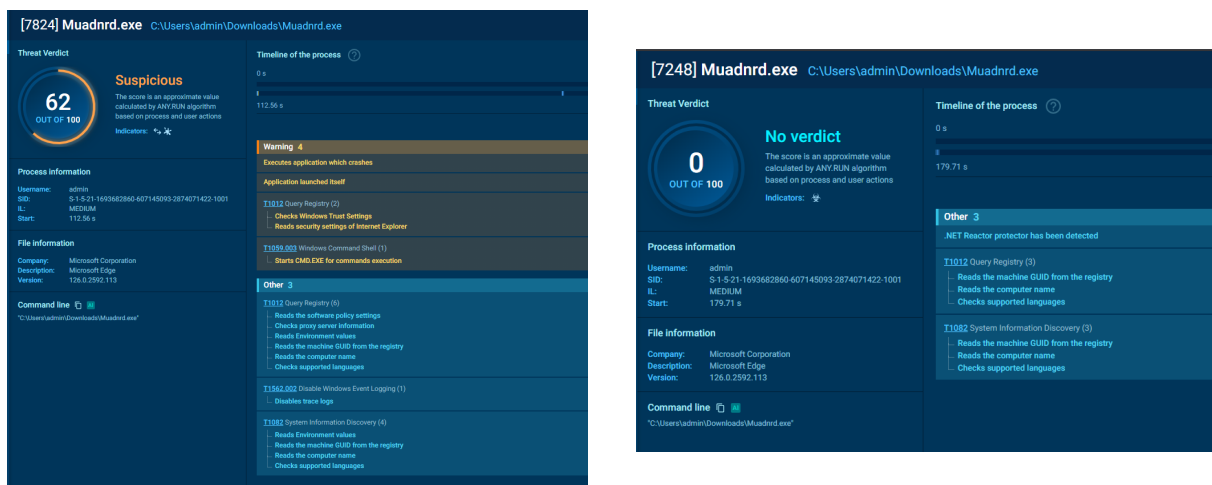 [7824] Muadnrd.exe C:\Users\admin\Downloads\Muadnrd.exe
Threat Verdict
62
OUT OF 100
Suspicious
The score is an approximate value
calculated by ANY.RUN algorithm
based on process and user actions
Indicators:
Process information
Username: admin
SID: S-1-5-21-1693682860-607145093-2874071422-1001
IL: MEDIUM
Start: 112.56 s
File information
Company: Microsoft Corporation
Description: Microsoft Edge
Version: 126.0.2592.113
Command line AI
"C:\Users\admin\Downloads\Muadnrd.exe"
Timeline of the process ?
0 s
112.56 s
Warning 4
Executes application which crashes
Application launched itself
T1012 Query Registry (2)
Checks Windows Trust Settings
Reads security settings of Internet Explorer
T1059.003 Windows Command Shell (1)
Starts CMD.EXE for commands execution
Other 3
T1012 Query Registry (6)
Reads the software policy settings
Checks proxy server information
Reads Environment values
Reads the machine GUID from the registry
Reads the computer name
Checks supported languages
T1562.002 Disable Windows Event Logging (1)
Disables trace logs
T1082 System Information Discovery (4)
Reads Environment values
Reads the machine GUID from the registry
Reads the computer name
Checks supported languages
[7248] Muadnrd.exe C:\Users\admin\Downloads\Muadnrd.exe
Threat Verdict
0
OUT OF 100
No verdict
The score is an approximate value
calculated by ANY.RUN algorithm
based on process and user actions
Indicators:
Process information
Username: admin
SID: S-1-5-21-1693682860-607145093-2874071422-1001
IL: MEDIUM
Start: 179.71 s
File information
Company: Microsoft Corporation
Description: Microsoft Edge
Version: 126.0.2592.113
Command line AI
"C:\Users\admin\Downloads\Muadnrd.exe"
Timeline of the process ?
0 s
179.71 s
Other 3
.NET Reactor protector has been detected
T1012 Query Registry (3)
Reads the machine GUID from the registry
Reads the computer name
Checks supported languages
T1082 System Information Discovery (3)
Reads the machine GUID from the registry
Reads the computer name
Checks supported languages